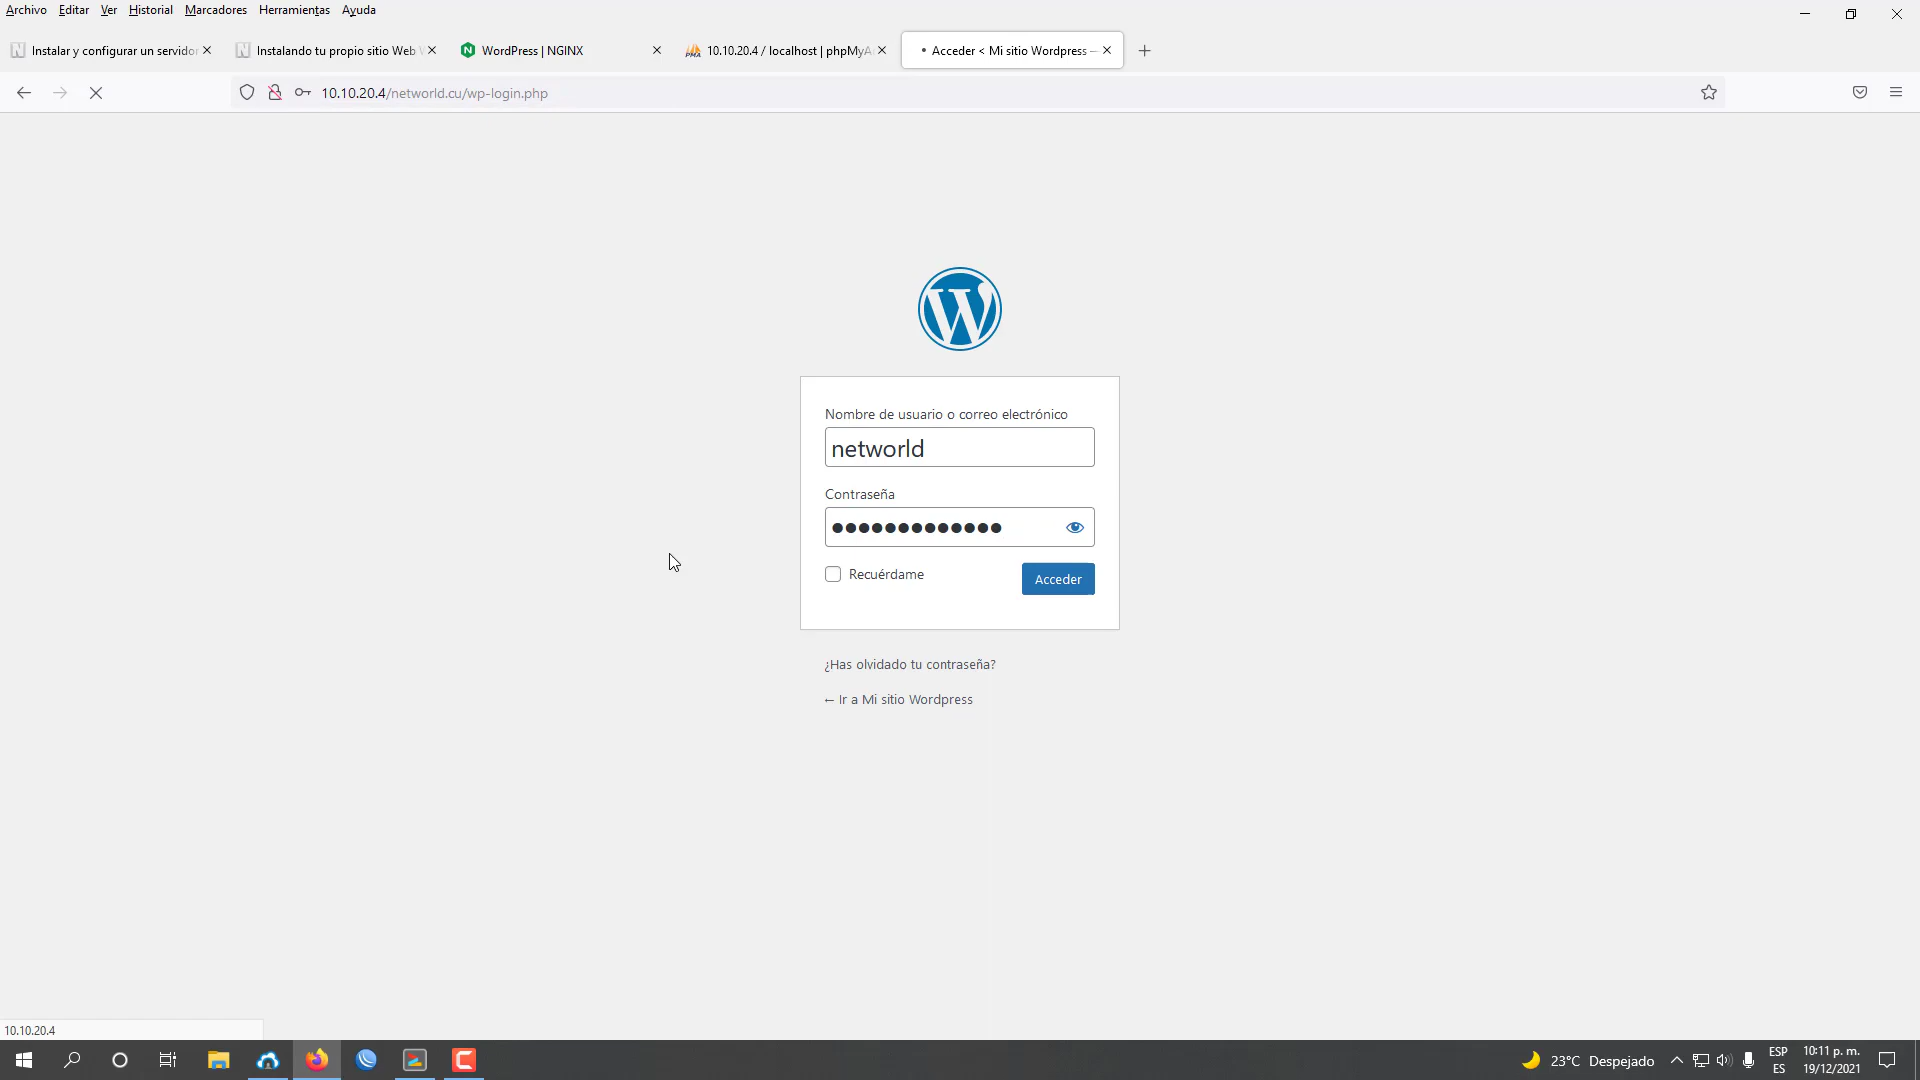 Archivo Editar Ver Historial Marcadores Herramientas Ayuda
Instalar y configurar un servidor
Instalando tu propio sitio Web
WordPress | NGINX
10.10.20.4 / localhost | phpMyA
Acceder < Mi sitio Wordpress —
10.10.20.4/networld.cu/wp-login.php
Nombre de usuario o correo electrónico
networld
Contraseña
Recuérdame
Acceder
¿Has olvidado tu contraseña?
← Ir a Mi sitio Wordpress
10.10.20.4
23°C Despejado
ESP
ES
10:11 p. m.
19/12/2021